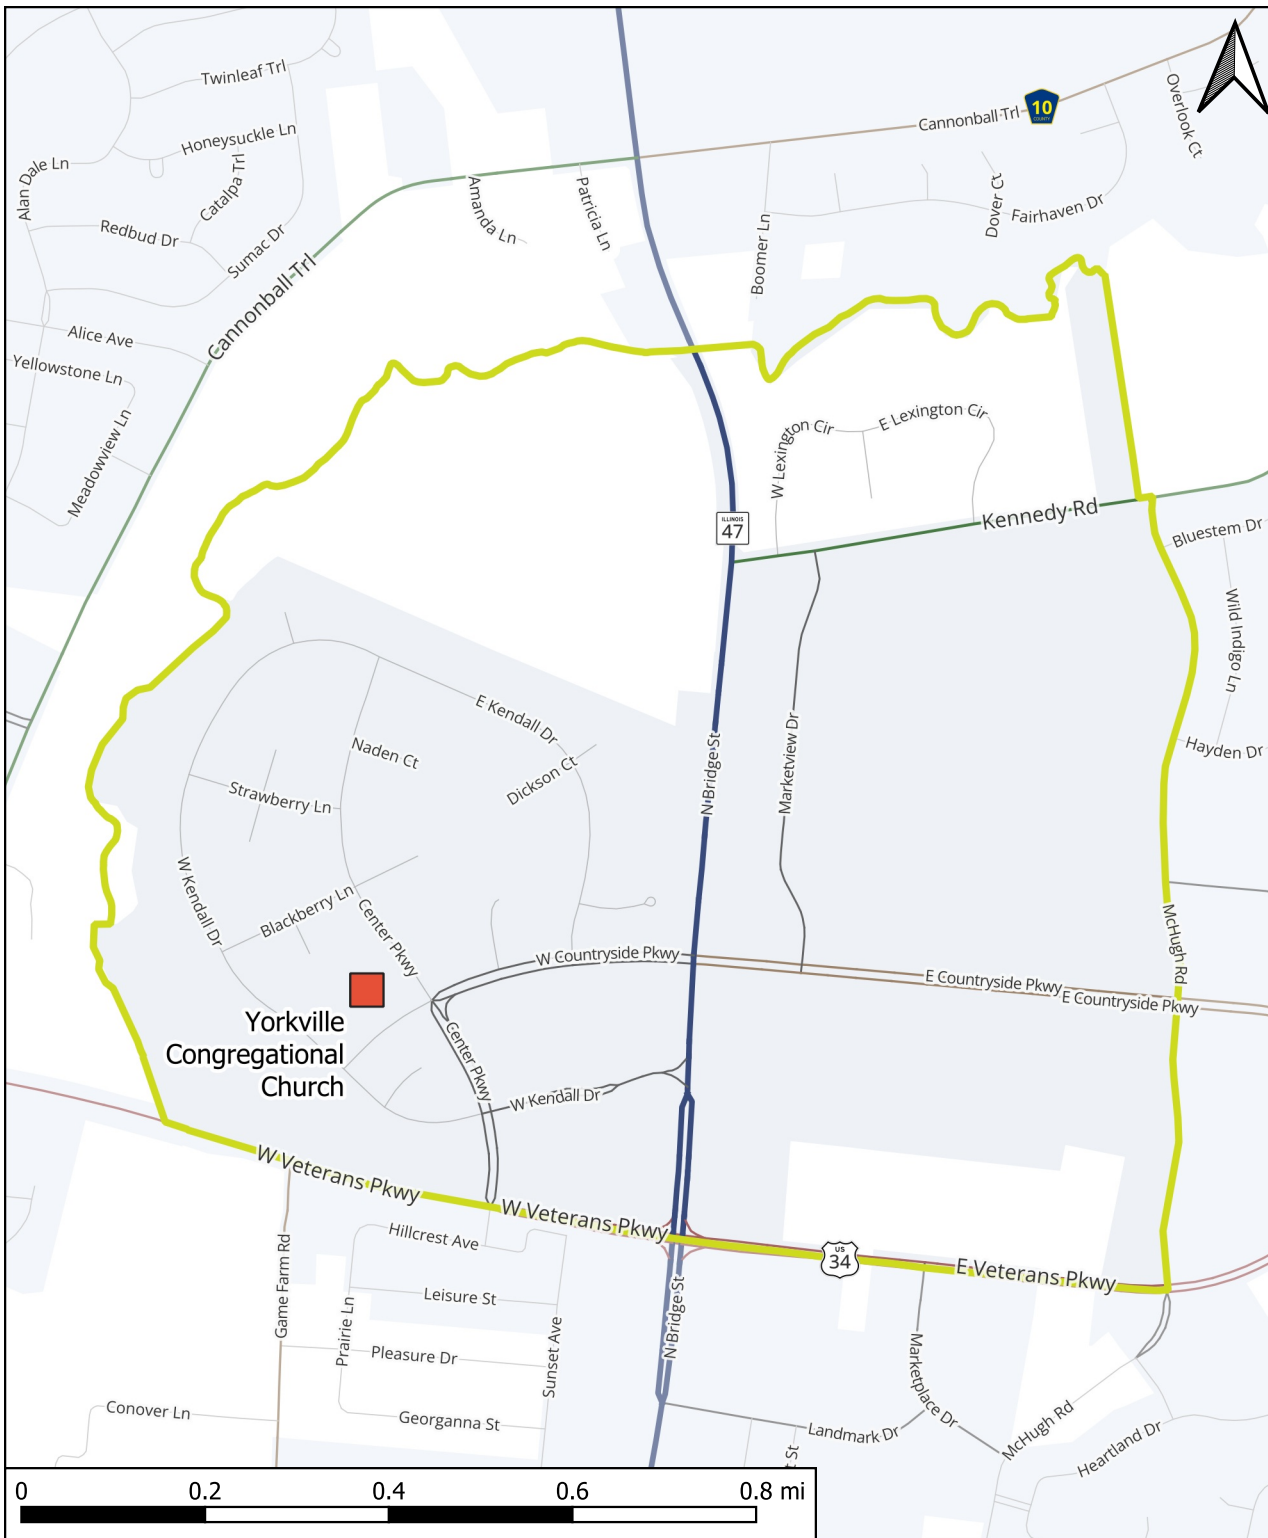 Twinleaf Trl
Overlook Ct
10
COUNTY
Cannonball Trl
Honeysuckle Ln
Alan Dale Ln
Catalpa Trl
Amanda Ln
Patricia Ln
Dover Ct
Fairhaven Dr
Redbud Dr
Sumac Dr
Boomer Ln
Cannonball Trl
Alice Ave
Yellowstone Ln
Meadowview Ln
W Lexington Cir
E Lexington Cir
ILLINOIS
47
Kennedy Rd
Bluestem Dr
Wild Indigo Ln
E Kendall Dr
Naden Ct
Dickson Ct
N Bridge St
Marketview Dr
Hayden Dr
Strawberry Ln
W Kendall Dr
Blackberry Ln
Center Pkwy
McHugh Rd
W Countryside Pkwy
E Countryside Pkwy
E Countryside Pkwy
Yorkville
Congregational
Church
Center Pkwy
W Kendall Dr
W Veterans Pkwy
W Veterans Pkwy
Hillcrest Ave
US
34
E Veterans Pkwy
Game Farm Rd
Leisure St
N Bridge St
Prairie Ln
Pleasure Dr
Sunset Ave
Marketplace Dr
Conover Ln
Georganna St
Landmark Dr
McHugh Rd
Heartland Dr
St
0 0.2 0.4 0.6 0.8 mi